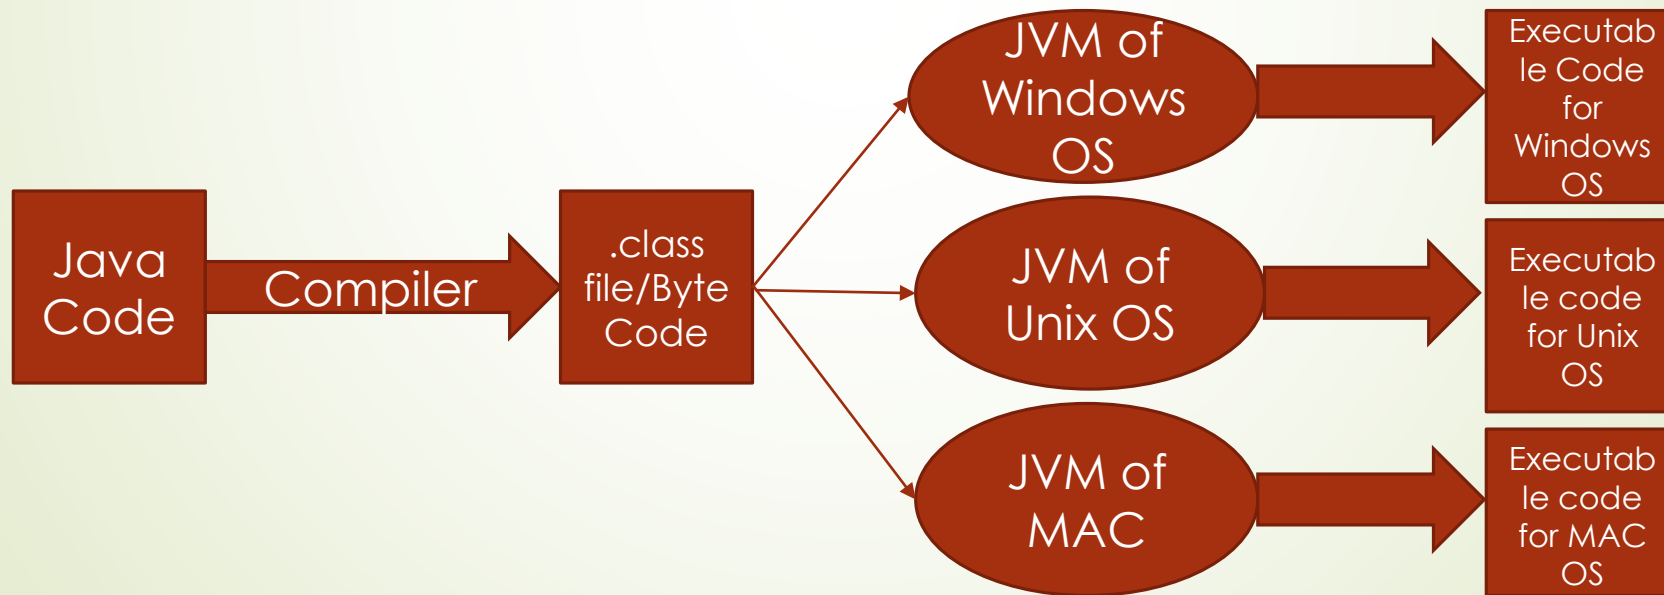 Java
Code
Compiler
.class
file/Byte
Code
JVM of
Windows
OS
Executab
le Code
for
Windows
OS
JVM of
Unix OS
Executab
le code
for Unix
OS
JVM of
MAC
Executab
le code
for MAC
OS